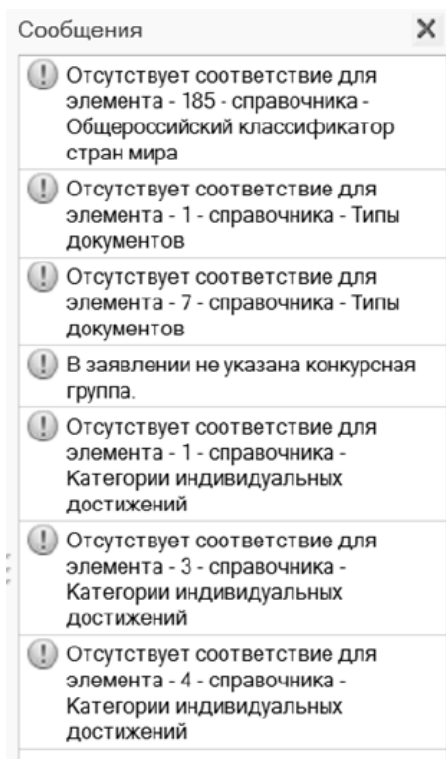 Сообщения
Отсутствует соответствие для
элемента - 185 - справочника -
Общероссийский классификатор
стран мира
Отсутствует соответствие для
элемента - 1 - справочника - Типы
документов
Отсутствует соответствие для
элемента - 7 - справочника - Типы
документов
В заявлении не указана конкурсная
группа.
Отсутствует соответствие для
элемента - 1 - справочника -
Категории индивидуальных
достижений
Отсутствует соответствие для
элемента - 3 - справочника -
Категории индивидуальных
достижений
Отсутствует соответствие для
элемента - 4 - справочника -
Категории индивидуальных
достижений